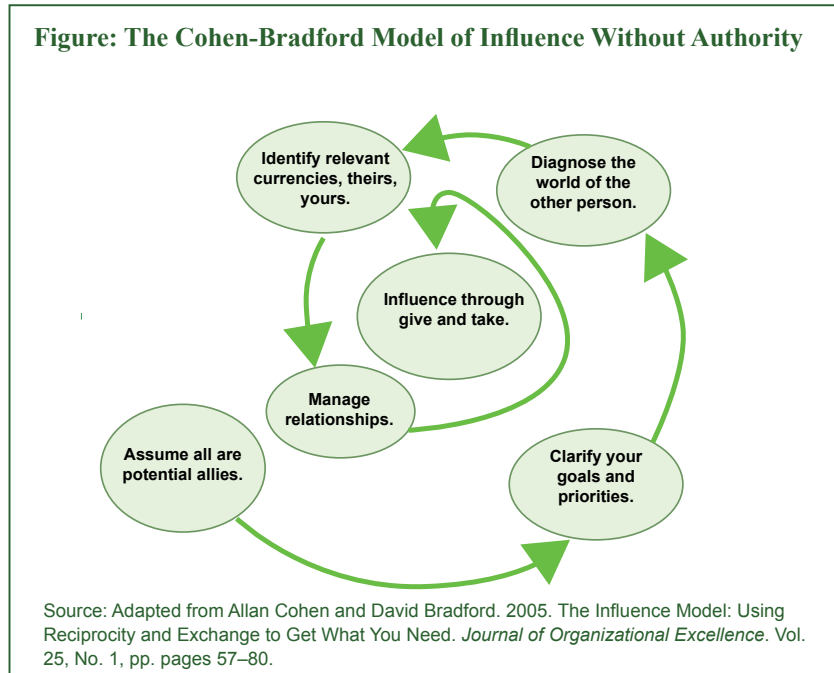 Figure: The Cohen-Bradford Model of Influence Without Authority
Identify relevant
currencies, theirs,
yours.
Diagnose the
world of the
other person.
Influence through
give and take.
Manage
relationships.
Assume all are
potential allies.
Clarify your
goals and
priorities.
Source: Adapted from Allan Cohen and David Bradford. 2005. The Influence Model: Using
Reciprocity and Exchange to Get What You Need. Journal of Organizational Excellence. Vol.
25, No. 1, pp. pages 57–80.